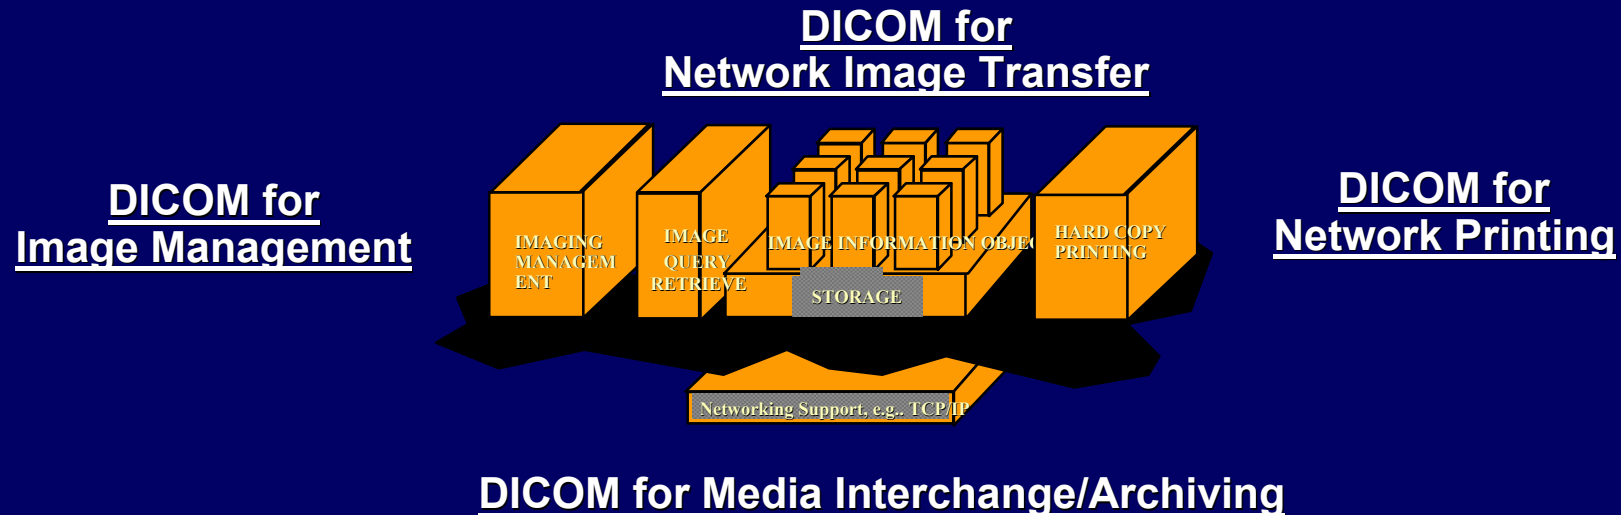 DICOM for
Network Image Transfer
DICOM for
Image Management
DICOM for
Network Printing
IMAGING
MANAGEM
ENT
IMAGE
QUERY
RETRIEVE
IMAGE INFORMATION OBJEC
STORAGE
HARD COPY
PRINTING
Networking Support, e.g.. TCP/IP
DICOM for Media Interchange/Archiving